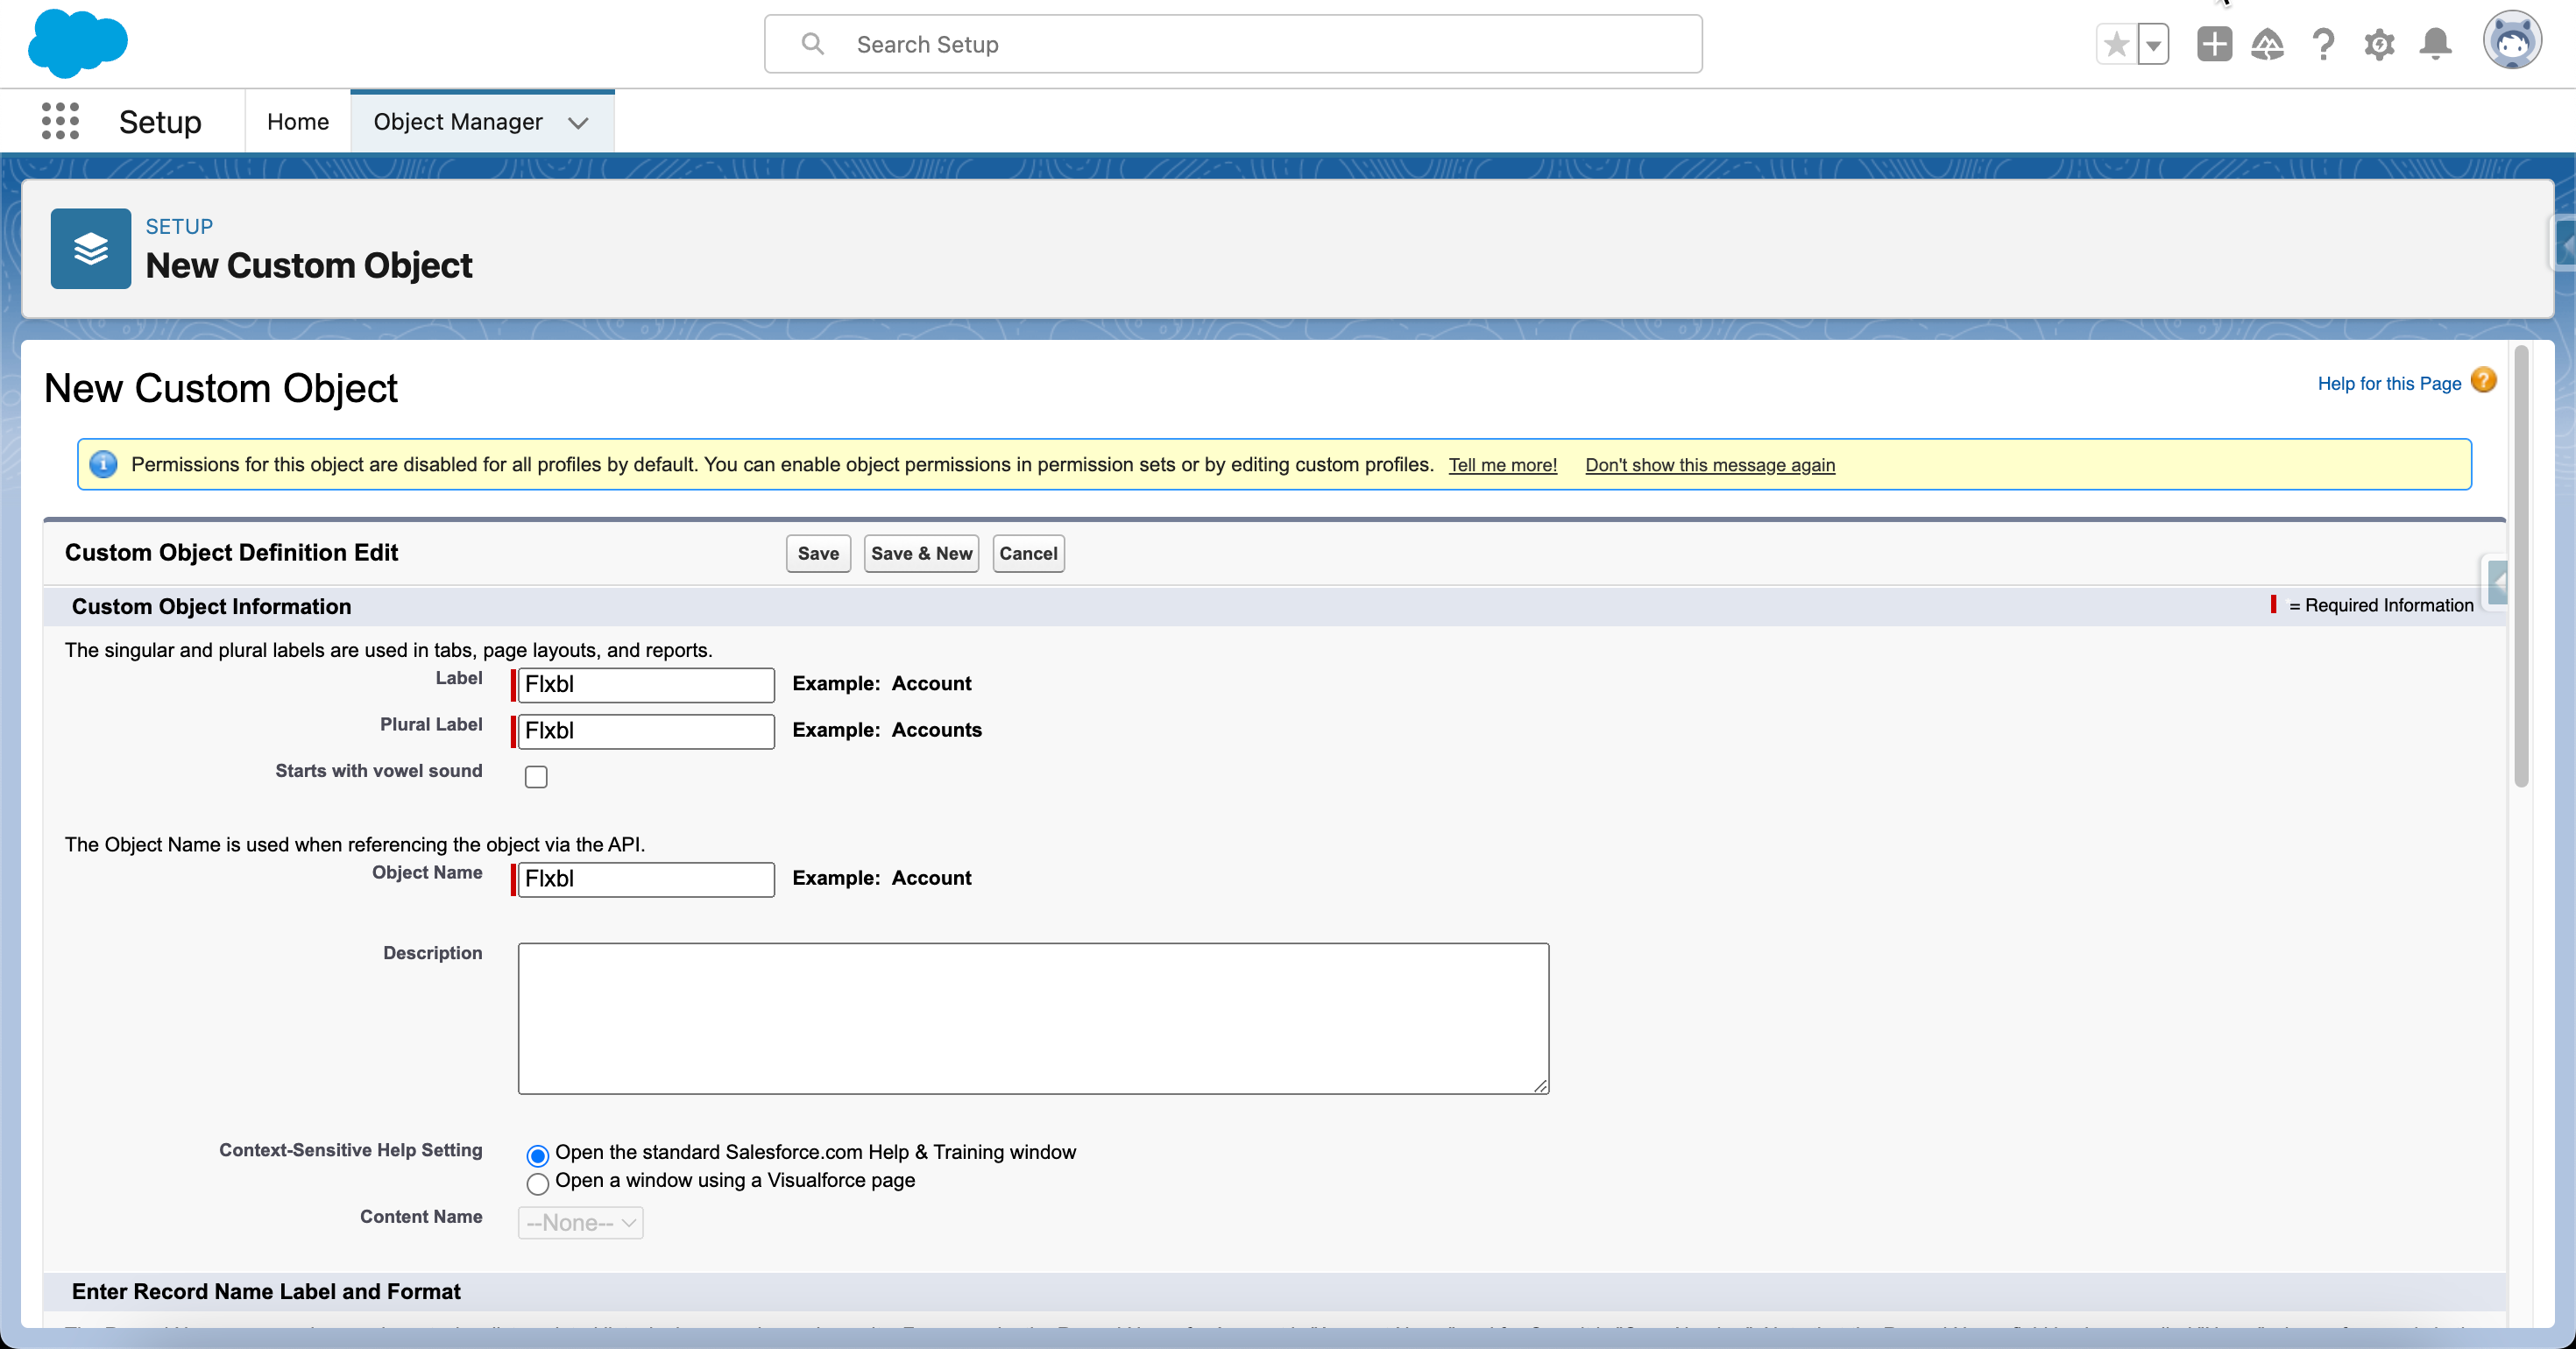 Search Setup
Setup
Home
Object Manager
SETUP
New Custom Object
New Custom Object
Help for this Page
Permissions for this object are disabled for all profiles by default. You can enable object permissions in permission sets or by editing custom profiles. Tell me more! Don't show this message again
Custom Object Definition Edit
Save
Save & New
Cancel
Custom Object Information
= Required Information
The singular and plural labels are used in tabs, page layouts, and reports.
Label Flxbl Example: Account
Plural Label Flxbl Example: Accounts
Starts with vowel sound
The Object Name is used when referencing the object via the API.
Object Name Flxbl Example: Account
Description
Context-Sensitive Help Setting Open the standard Salesforce.com Help & Training window
Open a window using a Visualforce page
Content Name --None--
Enter Record Name Label and Format